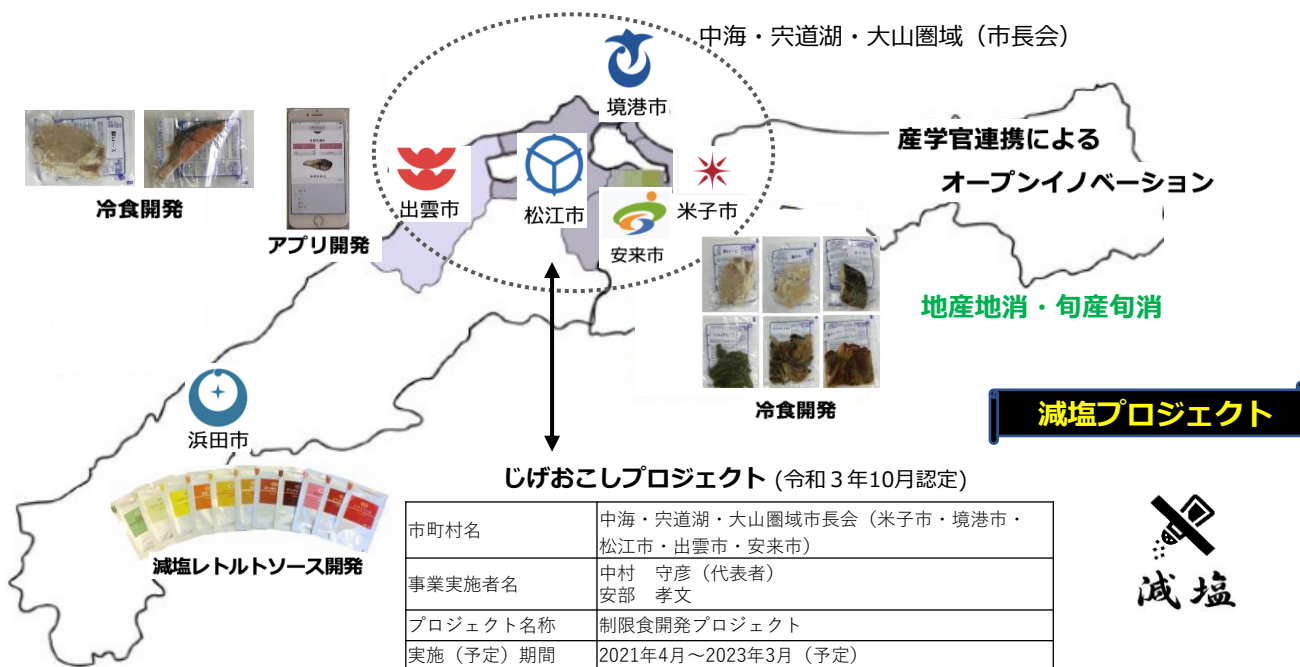 中海・宍道湖・大山圏域（市長会）
境港市
産学官連携による
オープンイノベーション
冷食開発
アプリ開発
出雲市
松江市
米子市
安来市
地産地消・旬産旬消
冷食開発
減塩プロジェクト
浜田市
減塩レトルトソース開発
じげおこしプロジェクト (令和３年10月認定)
市町村名
中海・宍道湖・大山圏域市長会（米子市・境港市・
松江市・出雲市・安来市）
事業実施者名
中村　守彦（代表者）
安部　孝文
プロジェクト名称
制限食開発プロジェクト
実施（予定）期間
2021年4月～2023年3月（予定）
減塩